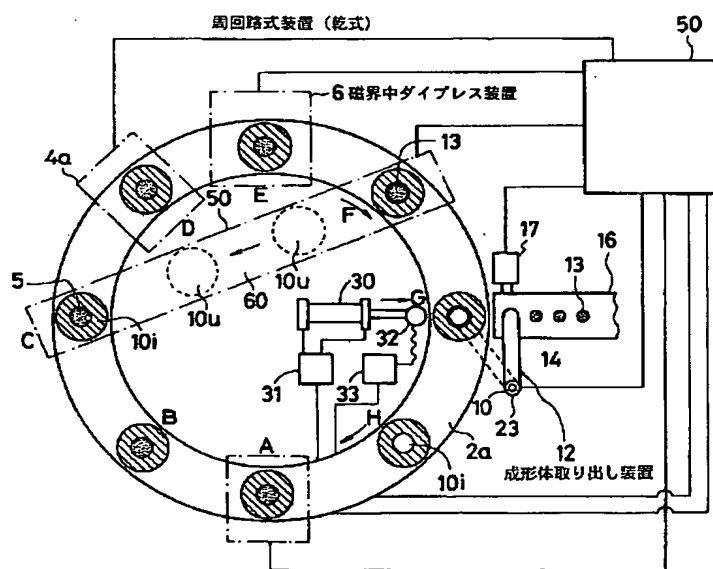 周回路式装置(乾式)
50
6 磁界中ダイプレス装置
4a
13
E
50
D
F
17
16
13
5
10u
30
G
10u
60
10i
32
14
C
31
33
10
23
B
H
12
A
2a
10i
成形体取り出し装置